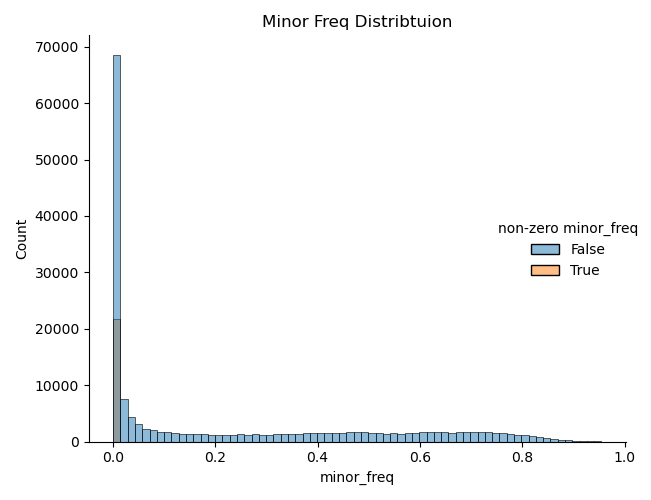 Minor Freq Distribtuion
70000
60000
50000
40000
30000
20000
10000
0
Count
non-zero minor_freq
False
True
0.0 0.2 0.4 0.6 0.8 1.0
minor_freq